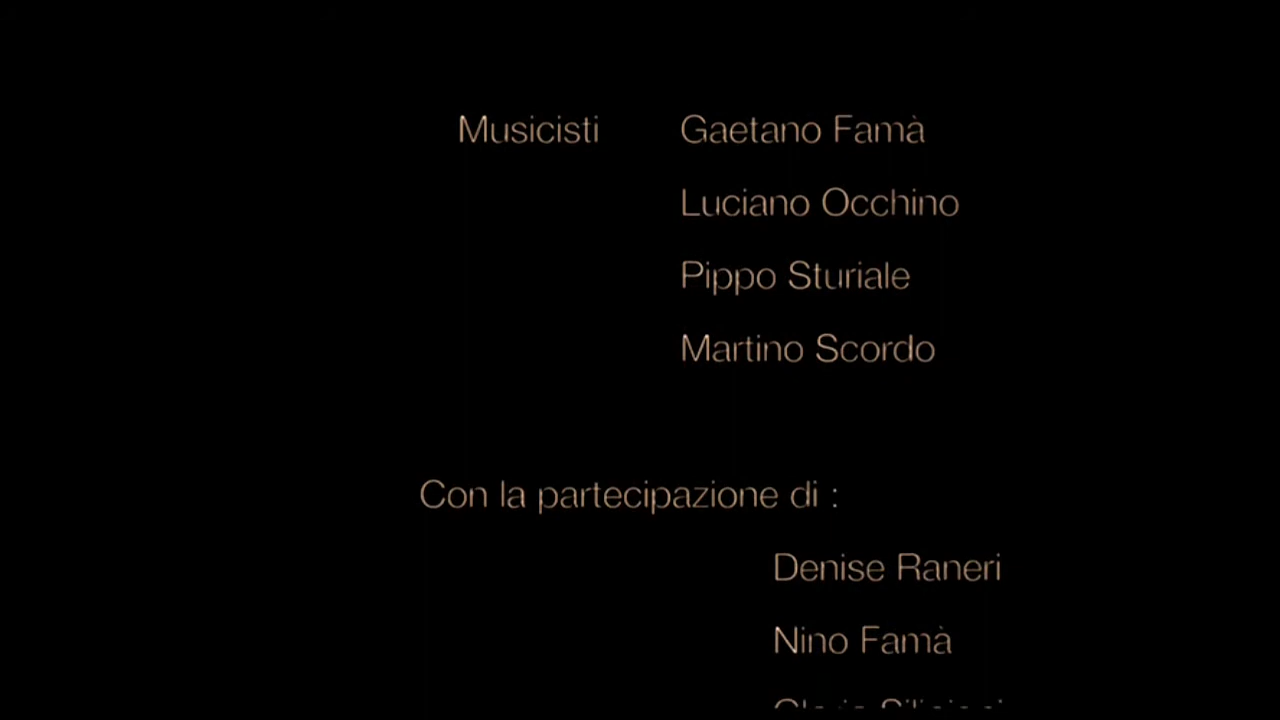 Musicisti Gaetano Famà
Luciano Occhino
Pippo Sturiale
Martino Scordo
Con la partecipazione di :
Denise Raneri
Nino Famà